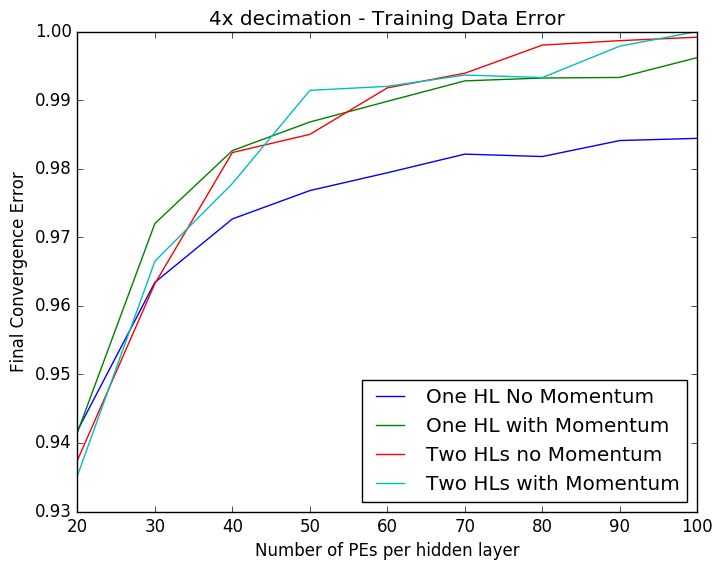 4x decimation - Training Data Error
Final Convergence Error
1.00
0.99
0.98
0.97
0.96
0.95
0.94
0.93
20 30 40 50 60 70 80 90 100
Number of PEs per hidden layer
One HL No Momentum
One HL with Momentum
Two HLs no Momentum
Two HLs with Momentum